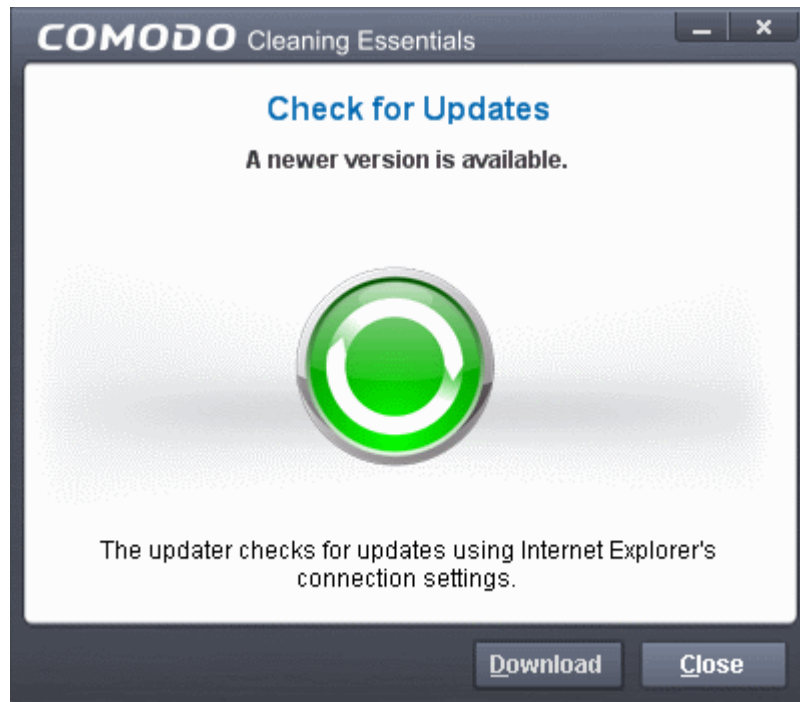 COMODO Cleaning Essentials
Check for Updates
A newer version is available.
The updater checks for updates using Internet Explorer's
connection settings.
Download Close